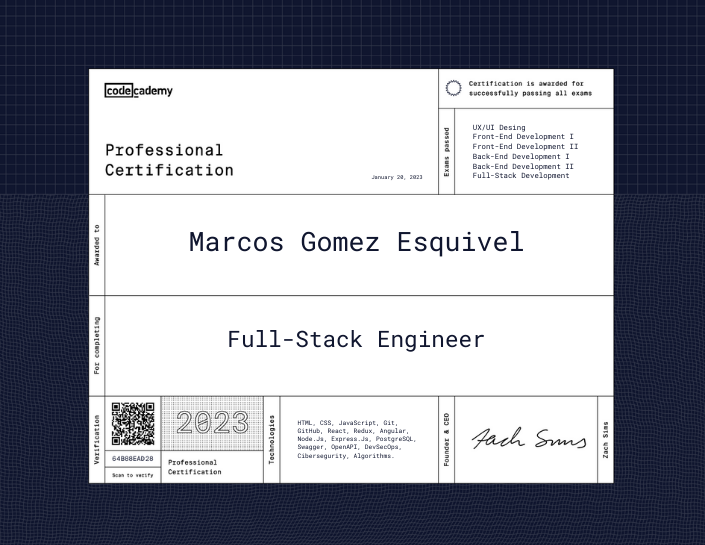 codecademy
Certification is awarded for
successfully passing all exams
Professional
Certification
January 20, 2023
Exams passed
UX/UI Desing
Front-End Development I
Front-End Development II
Back-End Development I
Back-End Development II
Full-Stack Development
Awarded to
Marcos Gomez Esquivel
For completing
Full-Stack Engineer
Verification
64B08EAD20
Scan to verify
2023
Professional
Certification
Technologies
HTML, CSS, JavaScript, Git,
GitHub, React, Redux, Angular,
Node.Js, Express.Js, PostgreSQL,
Swagger, OpenAPI, DevSecOps,
Cibersegurity, Algorithms.
Founder & CEO
Zach Sims
Zach Sims